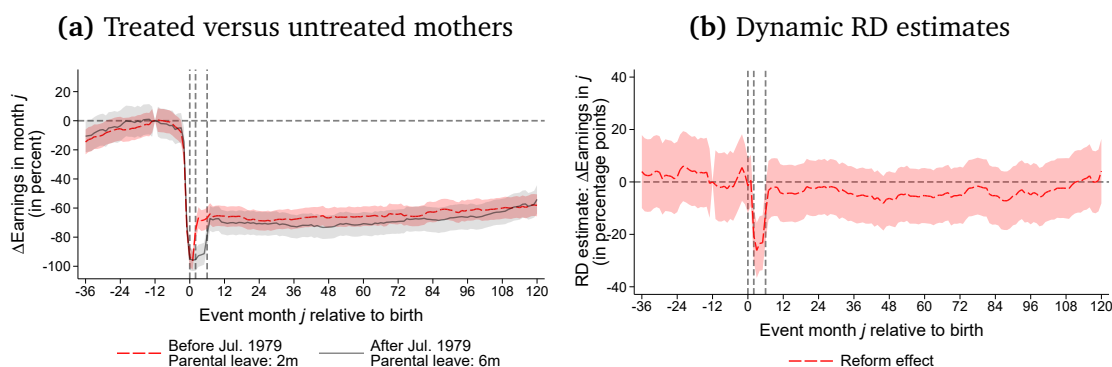 (a) Treated versus untreated mothers
ΔEarnings in month j
(in percent)
20
0
-20
-40
-60
-80
-100
-36 -24 -12 0 12 24 36 48 60 72 84 96 108 120
Event month j relative to birth
Before Jul. 1979
Parental leave: 2m
After Jul. 1979
Parental leave: 6m
(b) Dynamic RD estimates
RD estimate: ΔEarnings in j
(in percentage points)
40
20
0
-20
-40
-36 -24 -12 0 12 24 36 48 60 72 84 96 108 120
Event month j relative to birth
Reform effect